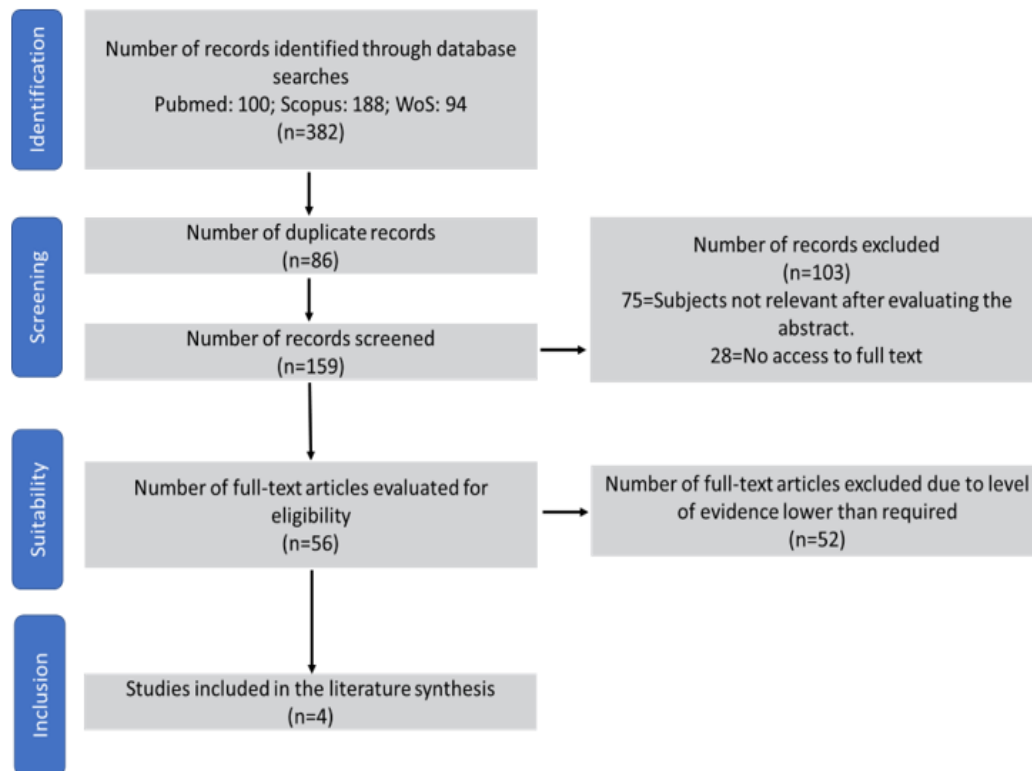 Identification
Number of records identified through database
searches
Pubmed: 100; Scopus: 188; WoS: 94
(n=382)
Screening
Number of duplicate records
(n=86)
Number of records screened
(n=159)
Number of records excluded
(n=103)
75=Subjects not relevant after evaluating the
abstract.
28=No access to full text
Suitability
Number of full-text articles evaluated for
eligibility
(n=56)
Number of full-text articles excluded due to level
of evidence lower than required
(n=52)
Inclusion
Studies included in the literature synthesis
(n=4)